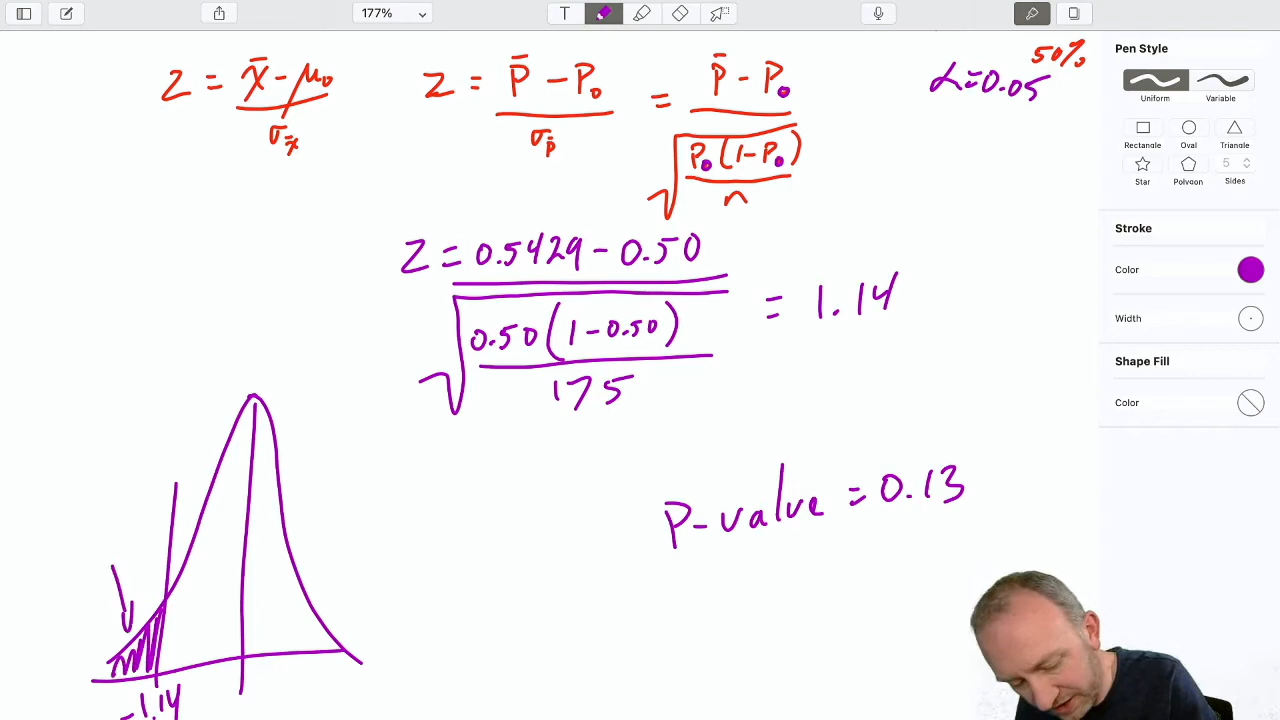 177%
T
50%
α=0.05
Z = x̄ - μ₀ / σx̄
Z = P̄ - P₀ / σp̄ = P̄ - P₀ / √(P₀(1-P₀) / n)
Z = 0.5429 - 0.50 / √(0.50(1-0.50) / 175) = 1.14
P-value = 0.13
-1.14
Pen Style
Uniform Variable
Rectangle Oval Triangle
5
Star Polygon Sides
Stroke
Color
Width
Shape Fill
Color